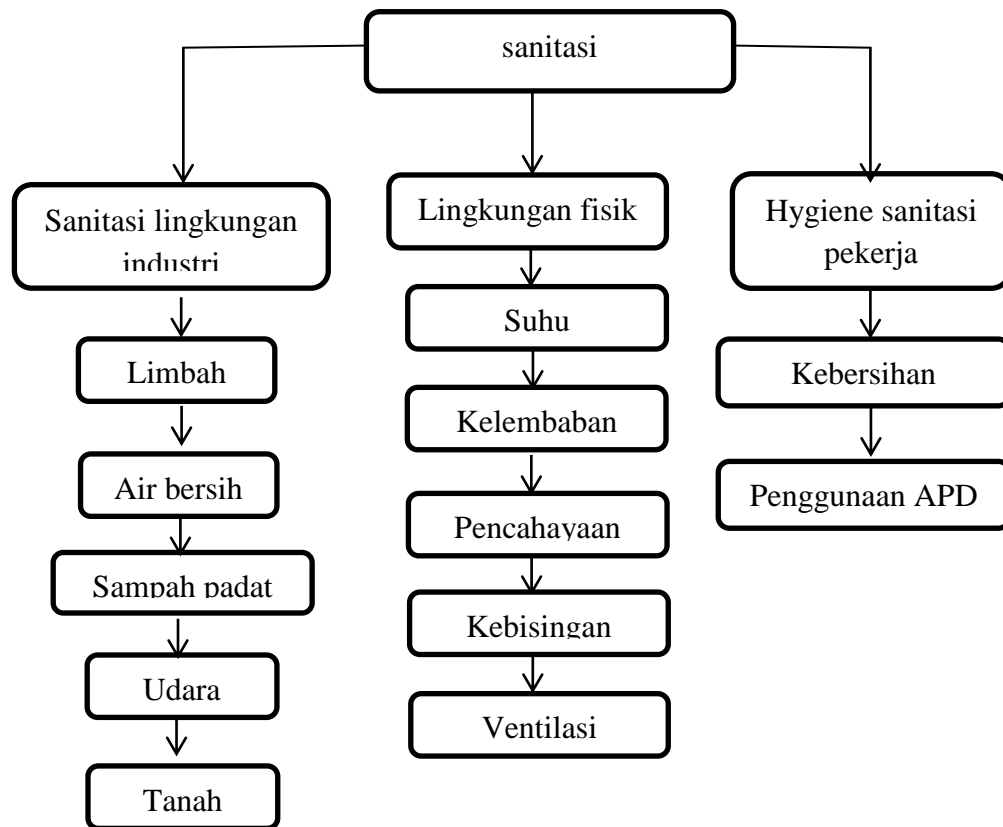 sanitasi
Sanitasi lingkungan
industri
Limbah
Air bersih
Sampah padat
Udara
Tanah
Lingkungan fisik
Suhu
Kelembaban
Pencahayaan
Kebisingan
Ventilasi
Hygiene sanitasi
pekerja
Kebersihan
Penggunaan APD